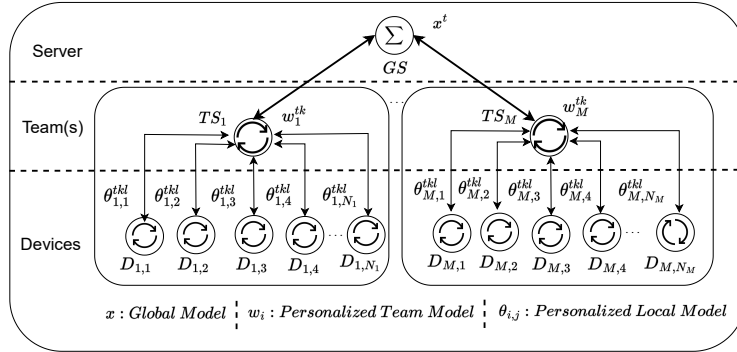 Server
Σ
x^t
GS
Team(s)
TS_1
w_1^{tk}
...
TS_M
w_M^{tk}
θ_{1,1}^{tkl} θ_{1,2}^{tkl} θ_{1,3}^{tkl} θ_{1,4}^{tkl} θ_{1,N_1}^{tkl}
θ_{M,1}^{tkl} θ_{M,2}^{tkl} θ_{M,3}^{tkl} θ_{M,4}^{tkl} θ_{M,N_M}^{tkl}
Devices
...
...
D_{1,1} D_{1,2} D_{1,3} D_{1,4} D_{1,N_1}
D_{M,1} D_{M,2} D_{M,3} D_{M,4} D_{M,N_M}
x : Global Model
w_i : Personalized Team Model
θ_{i,j} : Personalized Local Model